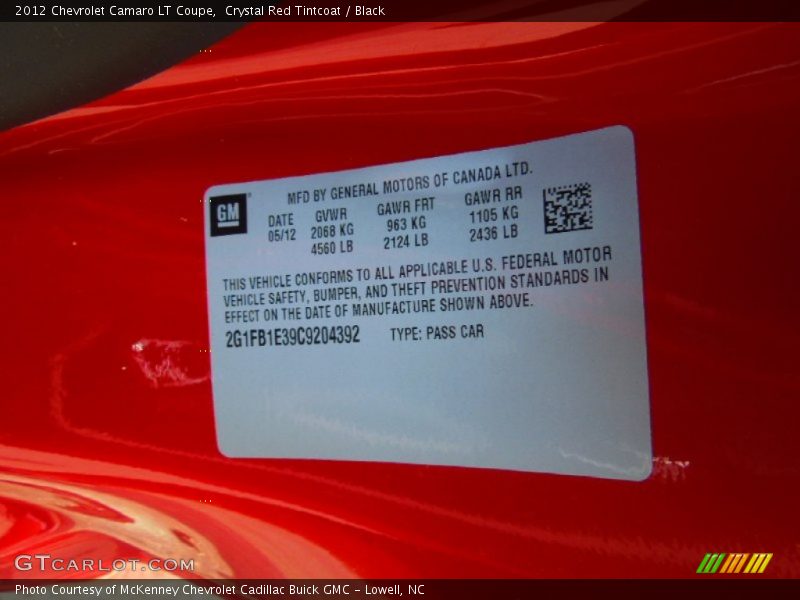 2012 Chevrolet Camaro LT Coupe,  Crystal Red Tintcoat / Black
GM
MFD BY GENERAL MOTORS OF CANADA LTD.
DATE GVWR GAWR FRT GAWR RR
05/12 2068 KG 963 KG 1105 KG
4560 LB 2124 LB 2436 LB
THIS VEHICLE CONFORMS TO ALL APPLICABLE U.S. FEDERAL MOTOR
VEHICLE SAFETY, BUMPER, AND THEFT PREVENTION STANDARDS IN
EFFECT ON THE DATE OF MANUFACTURE SHOWN ABOVE.
2G1FB1E39C9204392 TYPE: PASS CAR
GTCARLOT.COM
Photo Courtesy of McKenney Chevrolet Cadillac Buick GMC - Lowell, NC